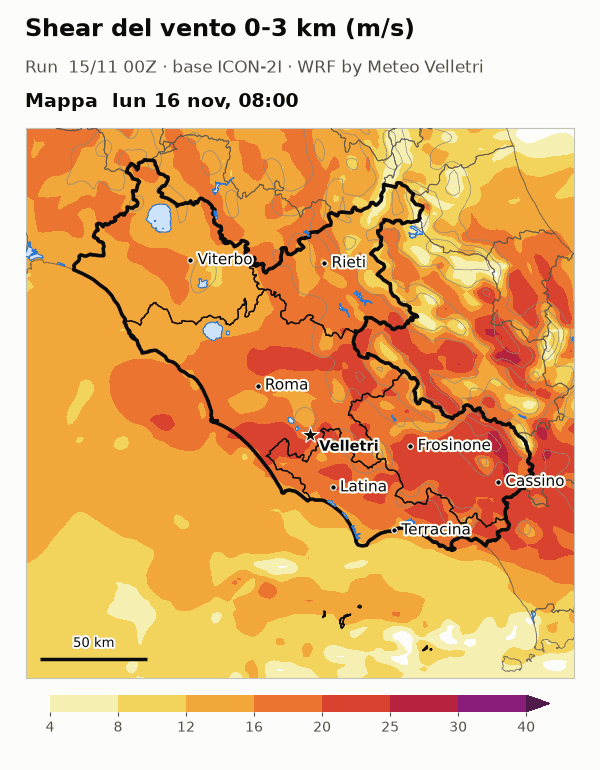 Shear del vento 0-3 km (m/s)
Run  15/11 00Z · base ICON-2I · WRF by Meteo Velletri
Mappa  lun 16 nov, 08:00
Viterbo
Rieti
Roma
Velletri
Frosinone
Cassino
Latina
Terracina
50 km
4 8 12 16 20 25 30 40